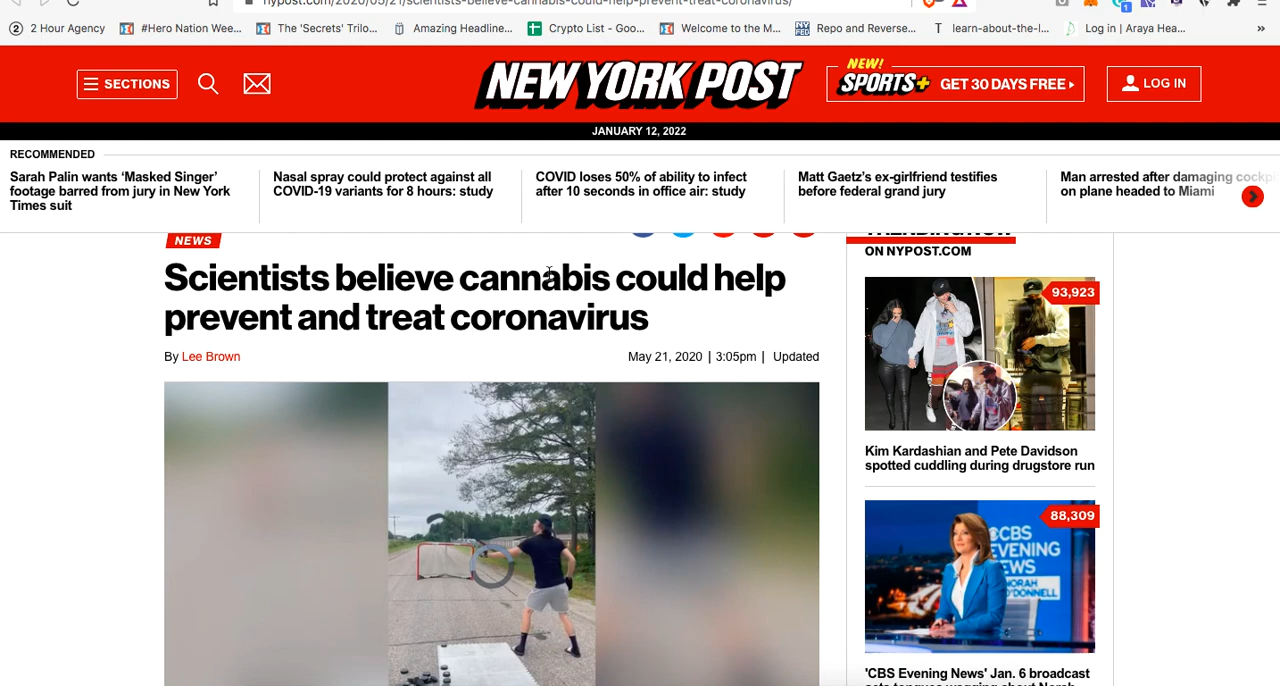 nypost.com/2020/05/21/scientists-believe-cannabis-could-help-prevent-treat-coronavirus/
2 Hour Agency
#Hero Nation Wee...
The 'Secrets' Trilo...
Amazing Headline...
Crypto List - Goo...
Welcome to the M...
Repo and Reverse...
learn-about-the-l...
Log in | Araya Hea...
»
SECTIONS
NEW YORK POST
NEW!
SPORTS+
GET 30 DAYS FREE
LOG IN
JANUARY 12, 2022
RECOMMENDED
Sarah Palin wants ‘Masked Singer’
footage barred from jury in New York
Times suit
Nasal spray could protect against all
COVID-19 variants for 8 hours: study
COVID loses 50% of ability to infect
after 10 seconds in office air: study
Matt Gaetz’s ex-girlfriend testifies
before federal grand jury
Man arrested after damaging cockp
on plane headed to Miami
NEWS
Scientists believe cannabis could help
prevent and treat coronavirus
By Lee Brown
May 21, 2020 | 3:05pm | Updated
TRENDING NOW
ON NYPOST.COM
93,923
Kim Kardashian and Pete Davidson
spotted cuddling during drugstore run
88,309
CBS
EVENING
EWS
NORAH
O'DONNELL
'CBS Evening News' Jan. 6 broadcast